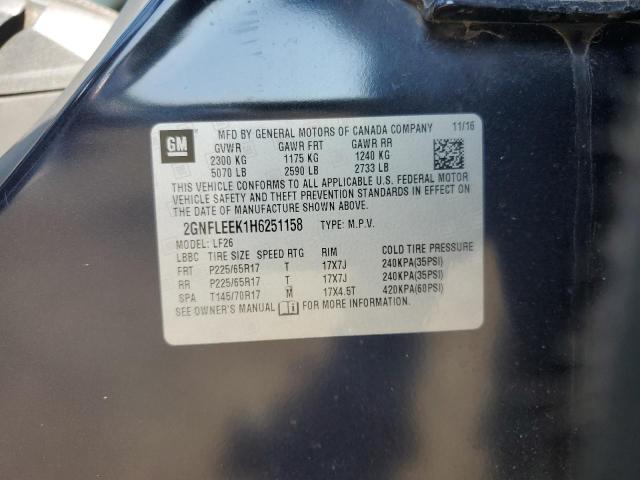 GM
MFD BY GENERAL MOTORS OF CANADA COMPANY 11/16
GVWR GAWR FRT GAWR RR
2300 KG 1175 KG 1240 KG
5070 LB 2590 LB 2733 LB
THIS VEHICLE CONFORMS TO ALL APPLICABLE U.S. FEDERAL MOTOR
VEHICLE SAFETY AND THEFT PREVENTION STANDARDS IN EFFECT ON
THE DATE OF MANUFACTURE SHOWN ABOVE.
2GNFLEEK1H6251158 TYPE: M.P.V.
MODEL: LF26
LBBC TIRE SIZE SPEED RTG RIM COLD TIRE PRESSURE
FRT P225/65R17 T 17X7J 240KPA(35PSI)
RR P225/65R17 T 17X7J 240KPA(35PSI)
SPA T145/70R17 M 17X4.5T 420KPA(60PSI)
SEE OWNER'S MANUAL FOR MORE INFORMATION.